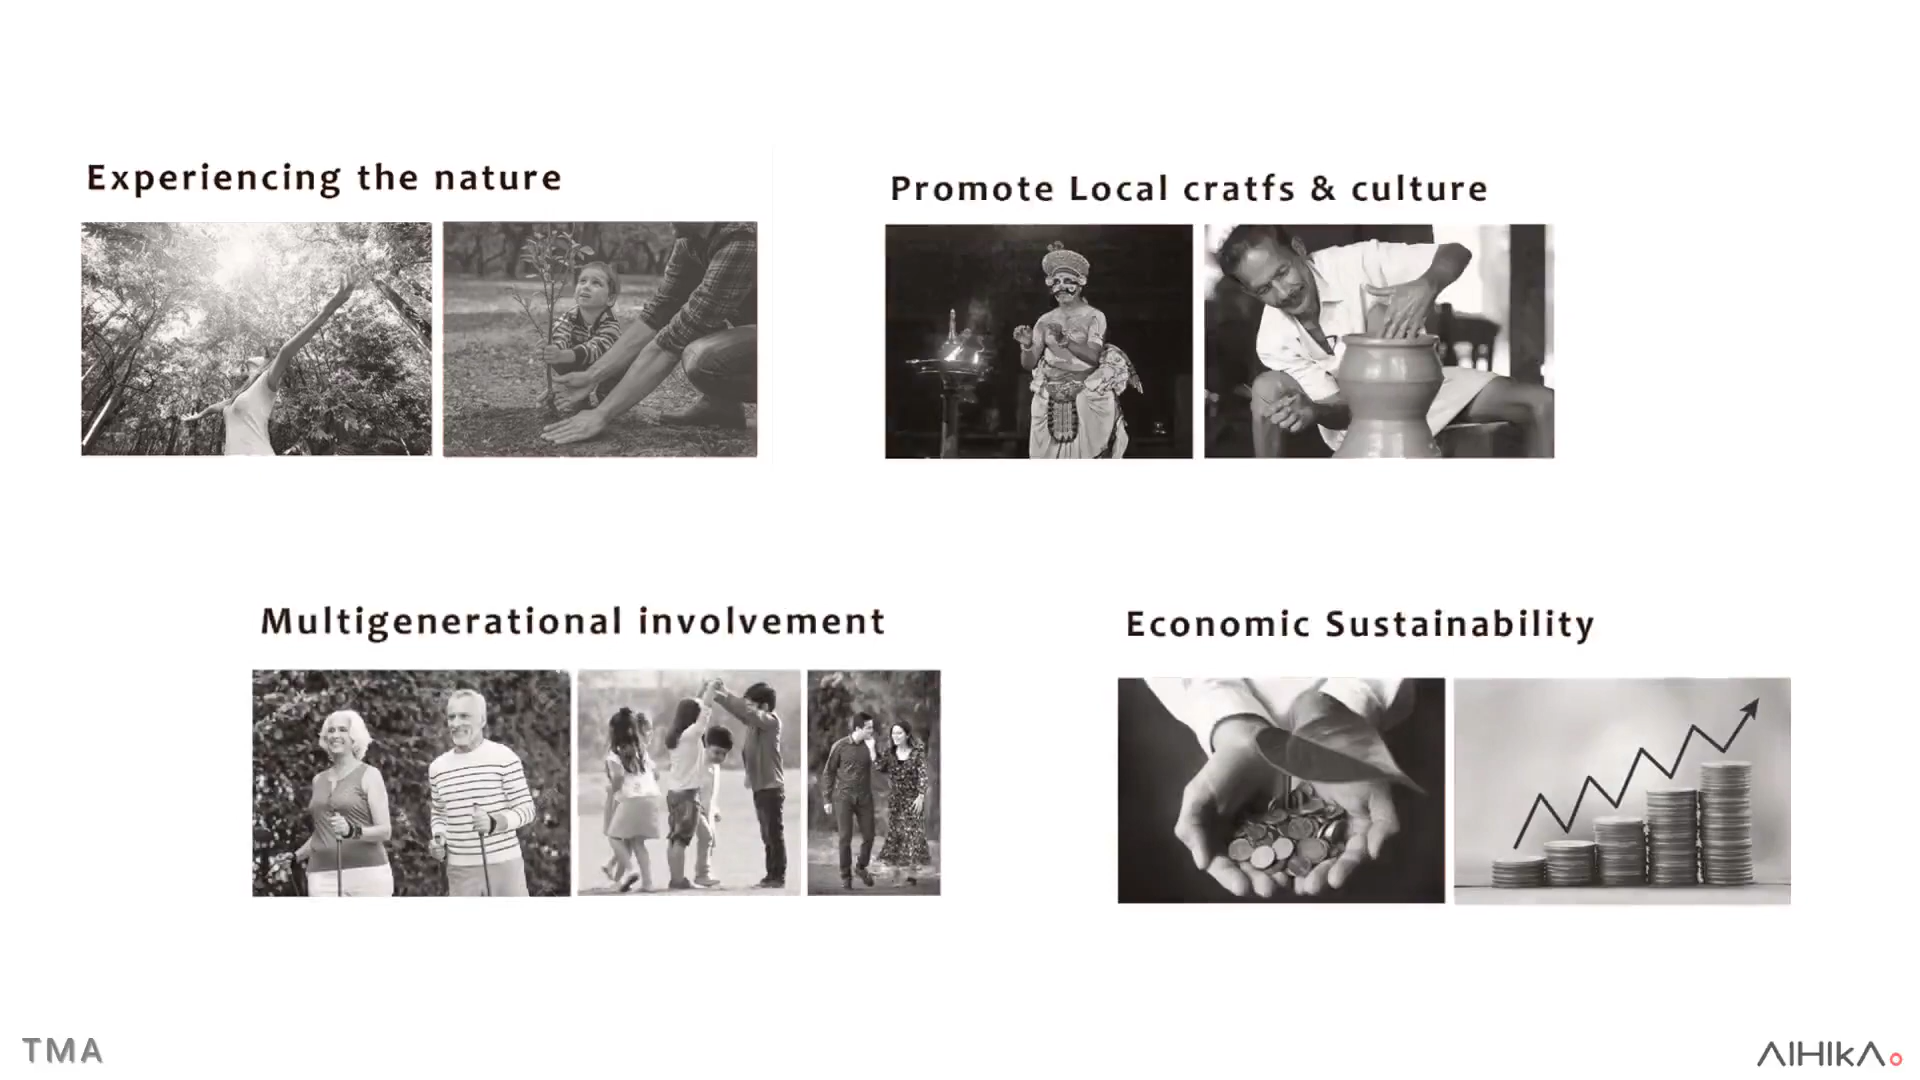 Experiencing the nature
Promote Local cratfs & culture
Multigenerational involvement
Economic Sustainability
TMA
AIHIkA